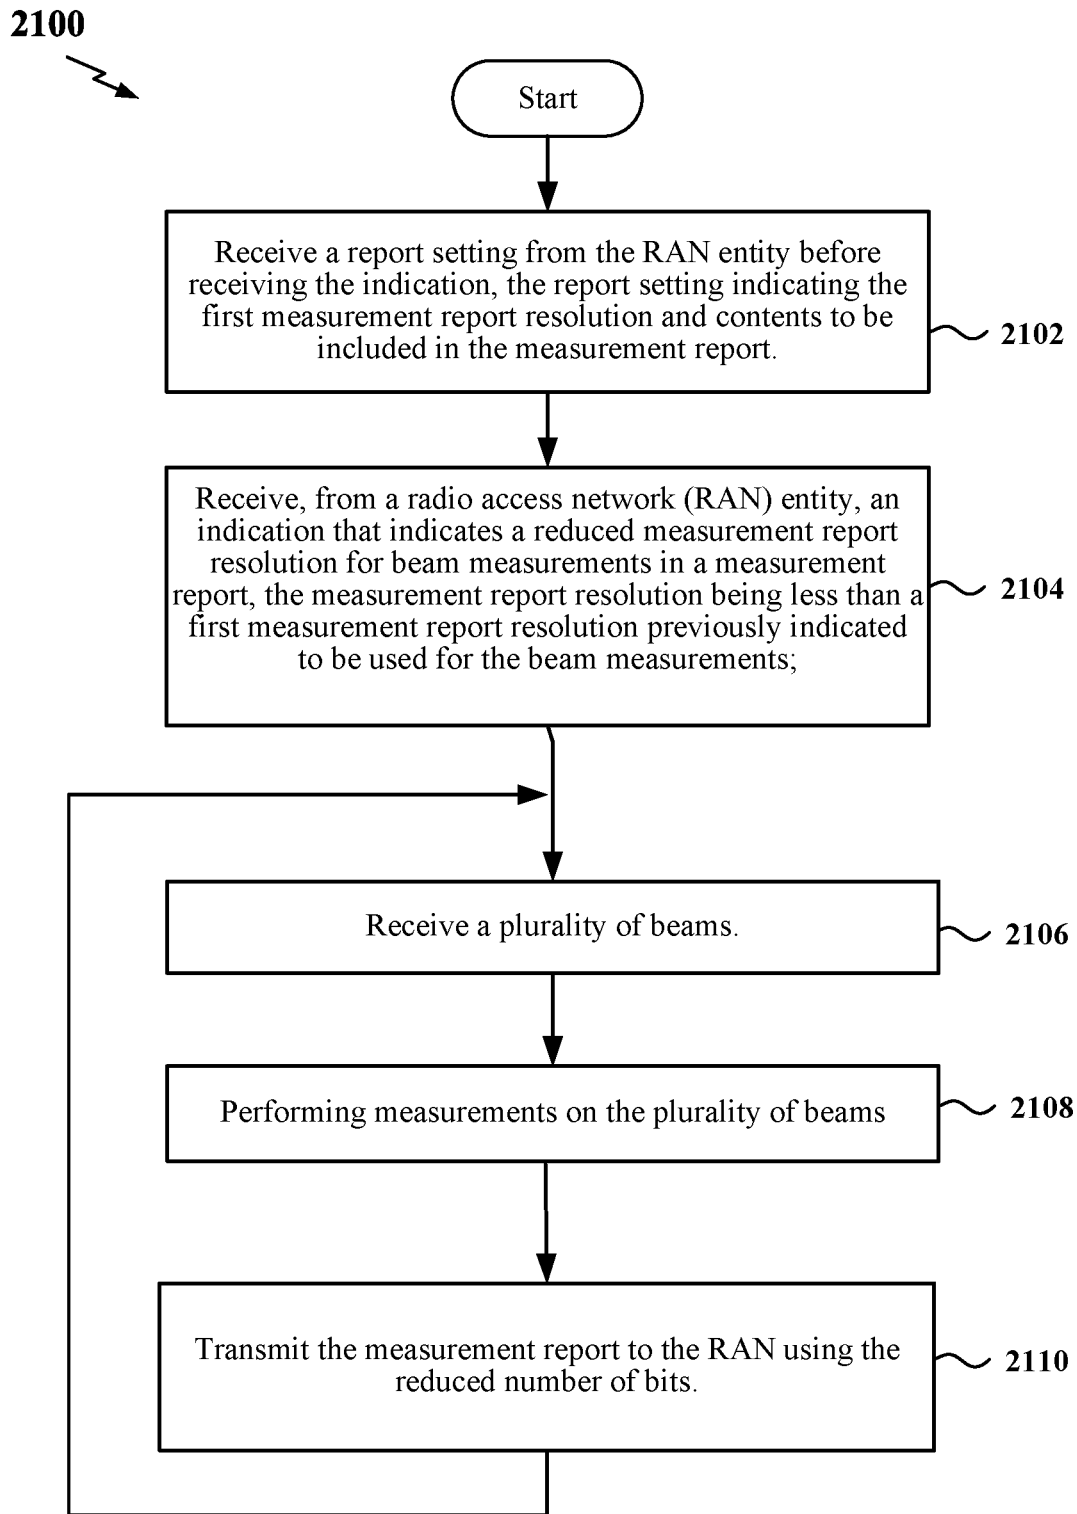 2100
Start
Receive a report setting from the RAN entity before
receiving the indication, the report setting indicating the
first measurement report resolution and contents to be
included in the measurement report.
2102
Receive, from a radio access network (RAN) entity, an
indication that indicates a reduced measurement report
resolution for beam measurements in a measurement
report, the measurement report resolution being less than a
first measurement report resolution previously indicated
to be used for the beam measurements;
2104
Receive a plurality of beams.
2106
Performing measurements on the plurality of beams
2108
Transmit the measurement report to the RAN using the
reduced number of bits.
2110